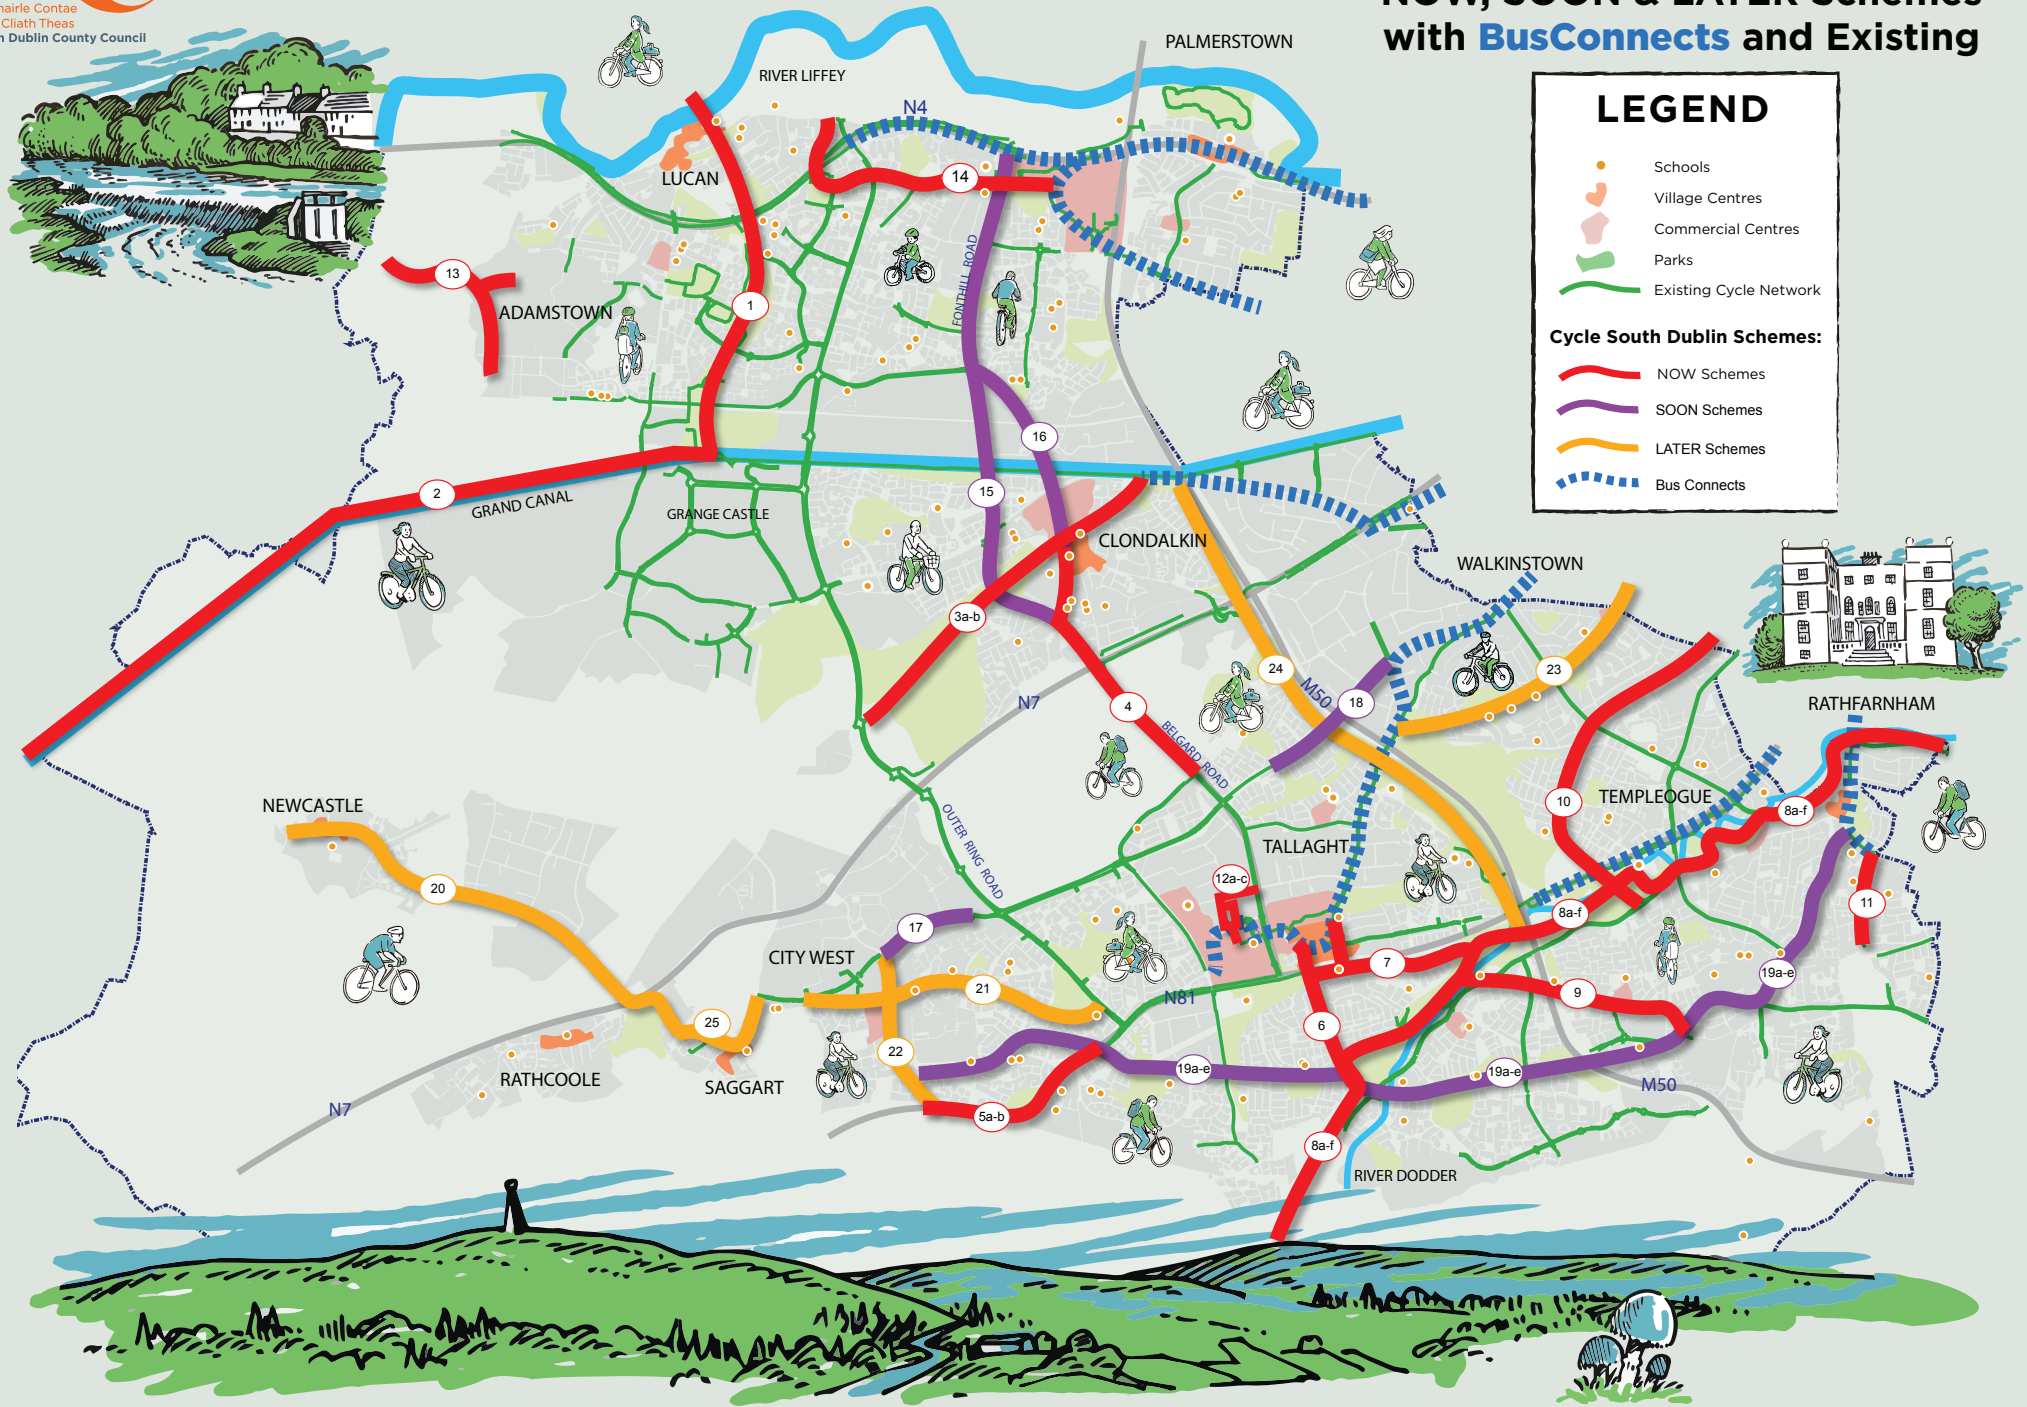 Cliath Theas
Dublin County Council
NOW, SOON & LATER Schemes
with BusConnects and Existing
LEGEND
Schools
Village Centres
Commercial Centres
Parks
Existing Cycle Network
Cycle South Dublin Schemes:
NOW Schemes
SOON Schemes
LATER Schemes
Bus Connects
PALMERSTOWN
RIVER LIFFEY
N4
LUCAN
14
13
ADAMSTOWN
1
FONTHILL ROAD
16
2
GRAND CANAL
15
GRANGE CASTLE
CLONDALKIN
WALKINSTOWN
3a-b
24
23
M50
18
N7
4
BELGARD ROAD
RATHFARNHAM
NEWCASTLE
10
TEMPLEOGUE
8a-f
OUTER RING ROAD
TALLAGHT
20
12a-c
11
8a-f
17
CITY WEST
7
19a-e
21
N81
9
25
6
22
RATHCOOLE
SAGGART
19a-e
19a-e
M50
N7
5a-b
8a-f
RIVER DODDER